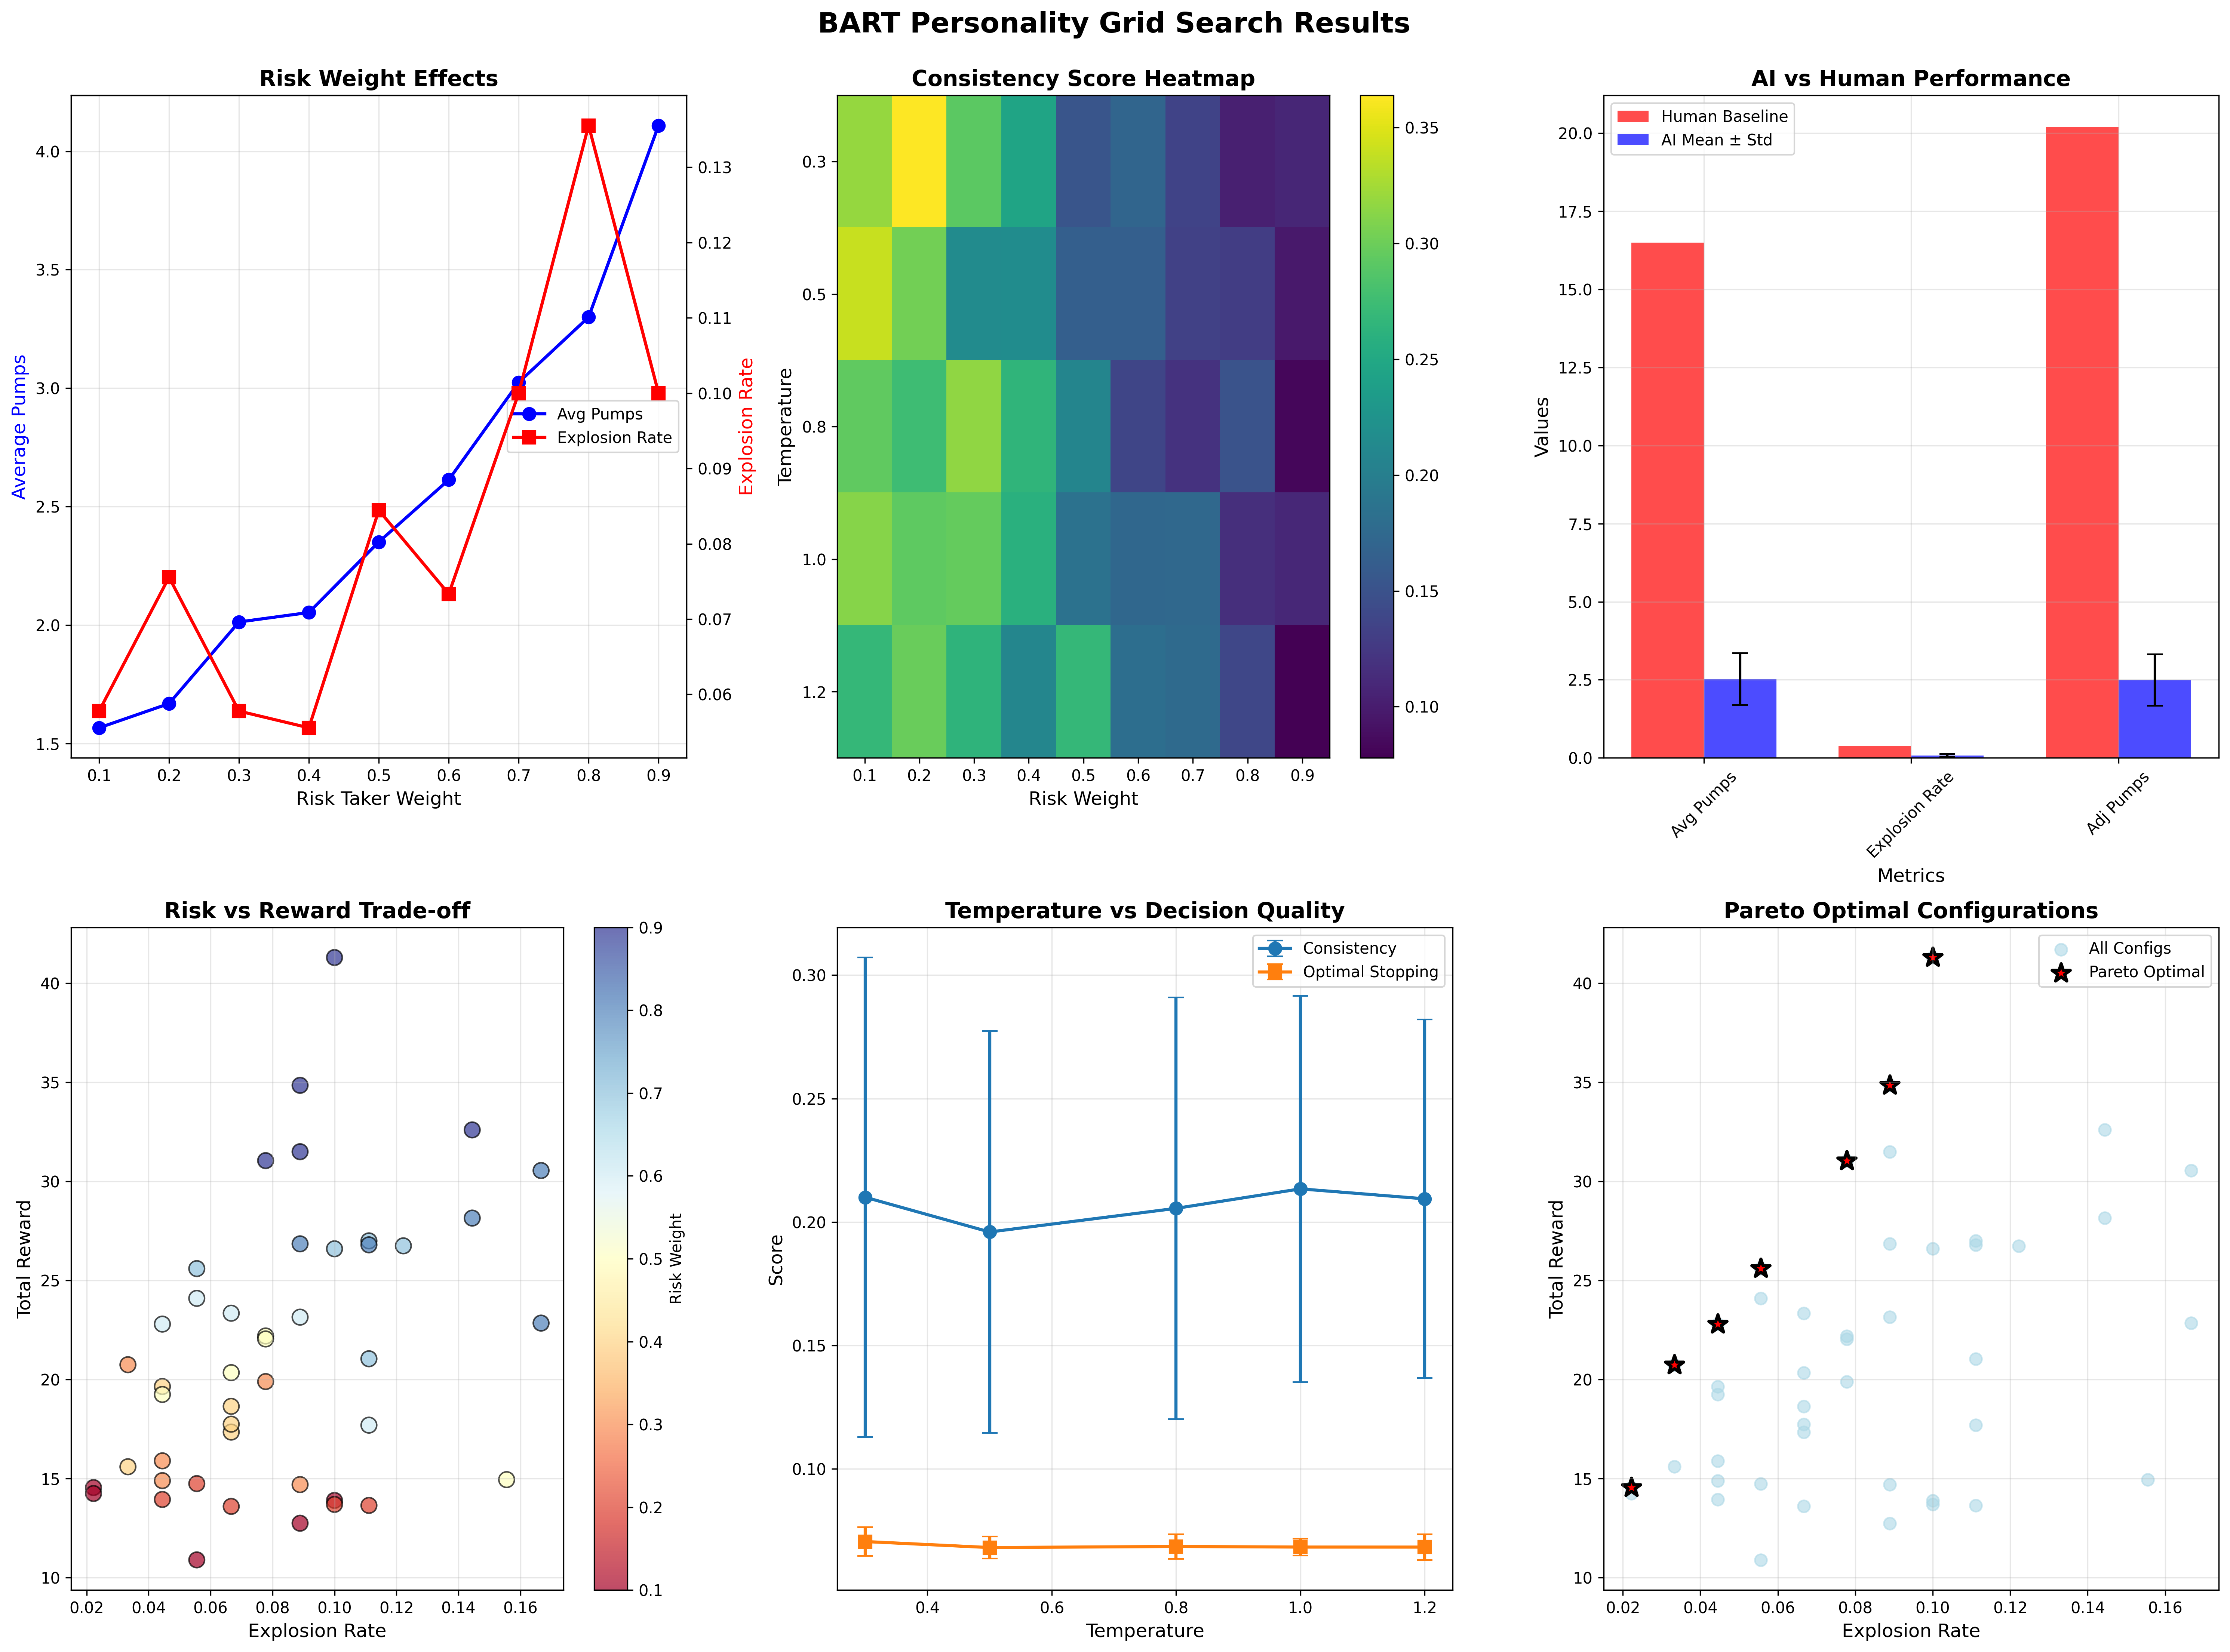 BART Personality Grid Search Results
Risk Weight Effects
Average Pumps
4.0
3.5
3.0
2.5
2.0
1.5
0.13
0.12
0.11
0.10
0.09
0.08
0.07
0.06
Explosion Rate
Avg Pumps
Explosion Rate
0.1 0.2 0.3 0.4 0.5 0.6 0.7 0.8 0.9
Risk Taker Weight
Consistency Score Heatmap
Temperature
0.3
0.5
0.8
1.0
1.2
0.1 0.2 0.3 0.4 0.5 0.6 0.7 0.8 0.9
Risk Weight
0.35
0.30
0.25
0.20
0.15
0.10
AI vs Human Performance
Human Baseline
AI Mean ± Std
Values
20.0
17.5
15.0
12.5
10.0
7.5
5.0
2.5
0.0
Avg Pumps
Explosion Rate
Adj Pumps
Metrics
Risk vs Reward Trade-off
Total Reward
40
35
30
25
20
15
10
0.02 0.04 0.06 0.08 0.10 0.12 0.14 0.16
Explosion Rate
0.9
0.8
0.7
0.6
0.5
0.4
0.3
0.2
0.1
Risk Weight
Temperature vs Decision Quality
Consistency
Optimal Stopping
Score
0.30
0.25
0.20
0.15
0.10
0.4 0.6 0.8 1.0 1.2
Temperature
Pareto Optimal Configurations
All Configs
Pareto Optimal
Total Reward
40
35
30
25
20
15
10
0.02 0.04 0.06 0.08 0.10 0.12 0.14 0.16
Explosion Rate